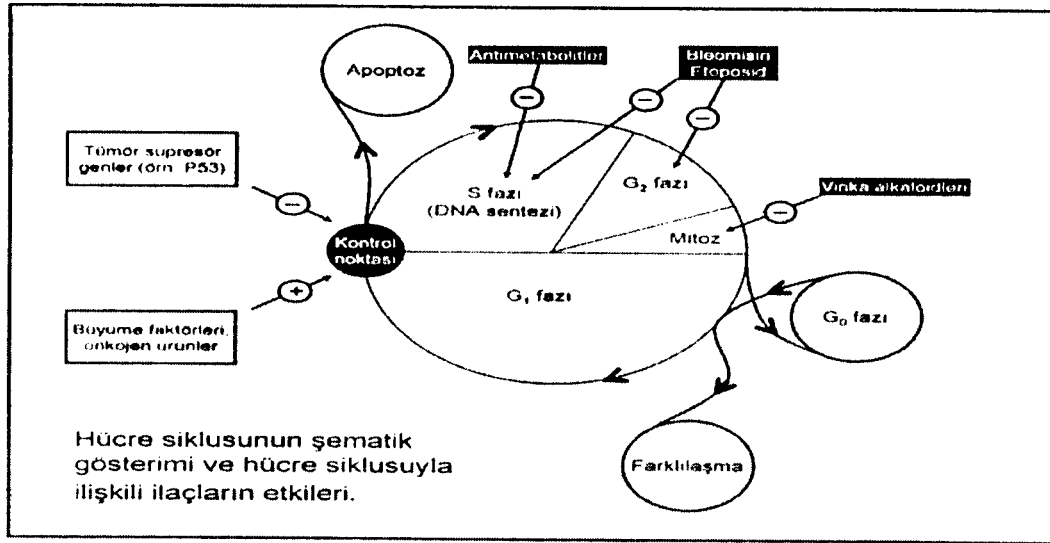 Apoptoz
Antimetabolitler
Bleomisin
Etoposid
Tümör supresör
genler (örn. P53)
S fazı
(DNA sentezi)
G₂ fazı
Vinka alkaloidleri
Mitoz
Kontrol
noktası
G₁ fazı
G₀ fazı
Büyüme faktörleri,
onkojen ürünler
Farklılaşma
Hücre siklusunun şematik
gösterimi ve hücre siklusuyla
ilişkili ilaçların etkileri.